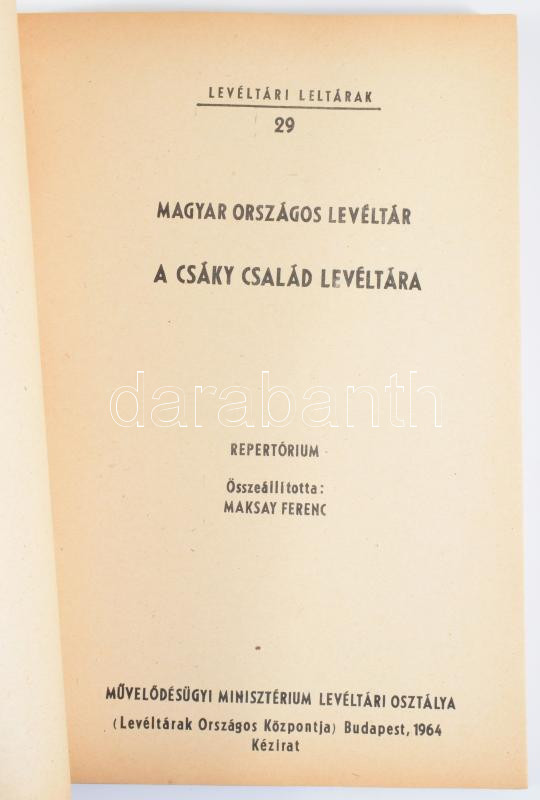 LEVÉLTÁRI LELTÁRAK
29
MAGYAR ORSZÁGOS LEVÉLTÁR
A CSÁKY CSALÁD LEVÉLTÁRA
darabanth
REPERTÓRIUM
Összeállitotta:
MAKSAY FERENC
MŰVELŐDÉSÜGYI MINISZTÉRIUM LEVÉLTÁRI OSZTÁLYA
(Levéltárak Országos Központja) Budapest, 1964
Kézirat